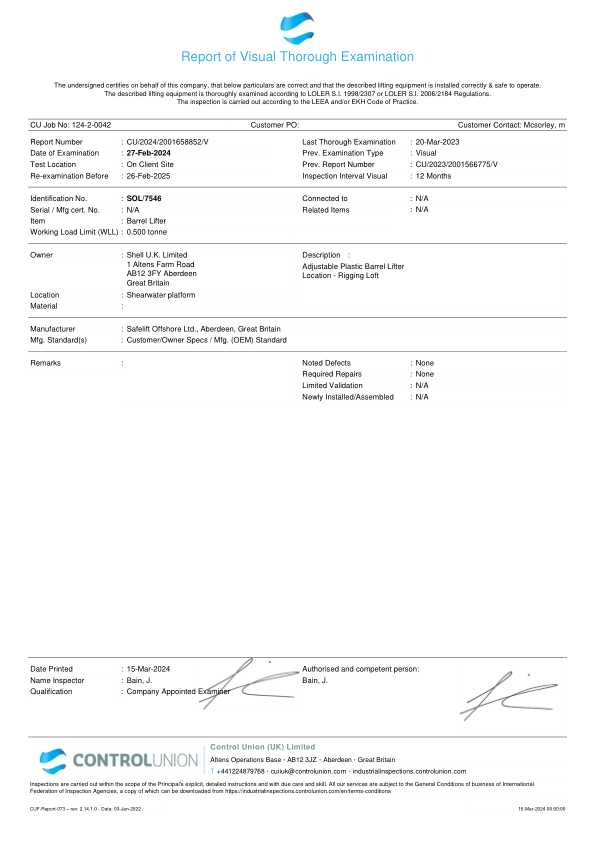 Report of Visual Thorough Examination
The undersigned certifies on behalf of this company, that below particulars are correct and that the described lifting equipment is installed correctly & safe to operate.
The described lifting equipment is thoroughly examined according to LOLER S.I. 1998/2307 or LOLER S.I. 2006/2184 Regulations.
The inspection is carried out according to the LEEA and/or EKH Code of Practice.
CU Job No: 124-2-0042 Customer PO: Customer Contact: Mcsorley, m
Report Number : CU/2024/2001658852/V Last Thorough Examination : 20-Mar-2023
Date of Examination : 27-Feb-2024 Prev. Examination Type : Visual
Test Location : On Client Site Prev. Report Number : CU/2023/2001566775/V
Re-examination Before : 26-Feb-2025 Inspection Interval Visual : 12 Months
Identification No. : SOL/7546 Connected to : N/A
Serial / Mfg cert. No. : N/A Related Items : N/A
Item : Barrel Lifter
Working Load Limit (WLL) : 0.500 tonne
Owner : Shell U.K. Limited Description :
1 Altens Farm Road Adjustable Plastic Barrel Lifter
AB12 3FY Aberdeen Location - Rigging Loft
Great Britain
Location : Shearwater platform
Material :
Manufacturer : Safelift Offshore Ltd., Aberdeen, Great Britain
Mfg. Standard(s) : Customer/Owner Specs / Mfg. (OEM) Standard
Remarks : Noted Defects : None
Required Repairs : None
Limited Validation : N/A
Newly Installed/Assembled : N/A
Date Printed : 15-Mar-2024 Authorised and competent person:
Name Inspector : Bain, J. Bain, J.
Qualification : Company Appointed Examiner
Control Union (UK) Limited
CONTROLUNION Altens Operations Base · AB12 3JZ · Aberdeen · Great Britain
T +441224879768 · cuiiuk@controlunion.com · industrialinspections.controlunion.com
Inspections are carried out within the scope of the Principal's explicit, detailed instructions and with due care and skill. All our services are subject to the General Conditions of business of International
Federation of Inspection Agencies, a copy of which can be downloaded from https://industrialinspections.controlunion.com/en/terms-conditions
CUF-Report-073 – rev: 2.14.1.0 - Date: 03-Jun-2022 15-Mar-2024 00:00:00